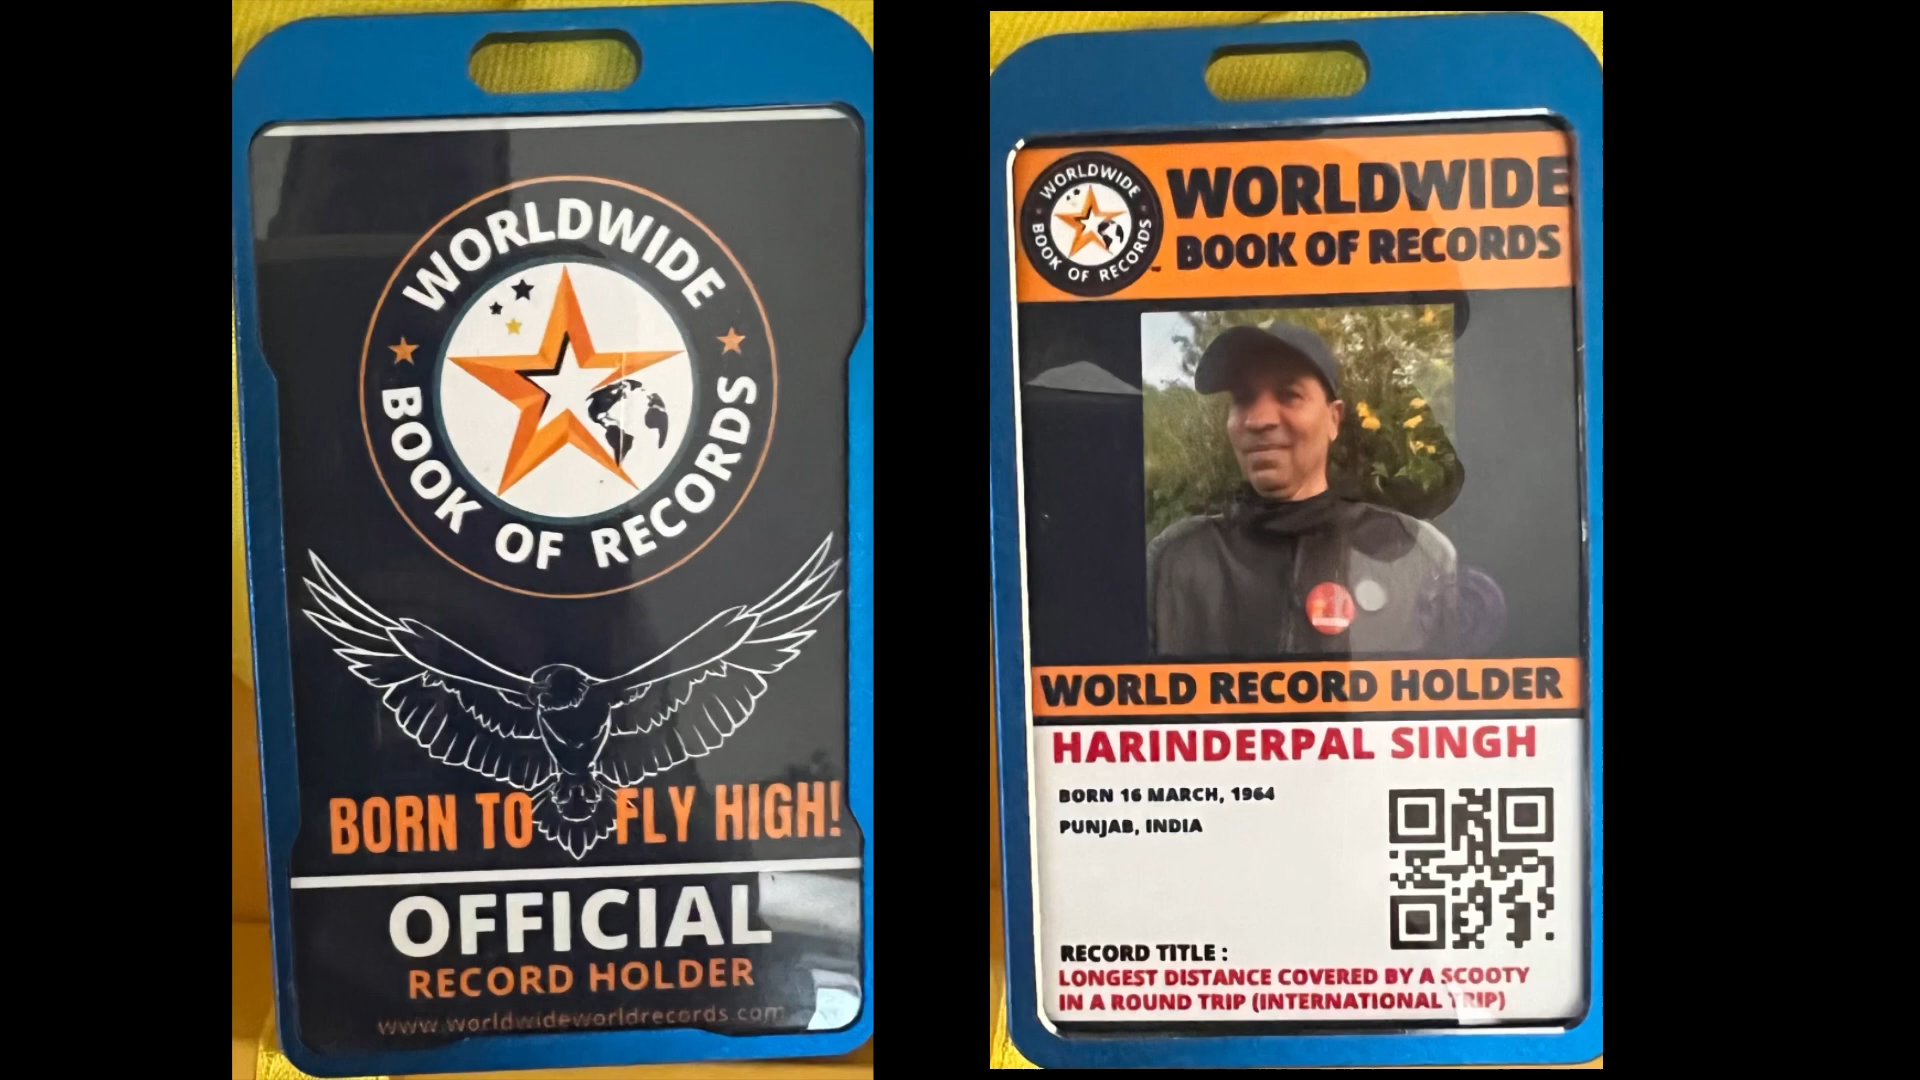 WORLDWIDE
BOOK OF RECORDS
BORN TO FLY HIGH!
OFFICIAL
RECORD HOLDER
www.worldwideworldrecords.com
WORLDWIDE
BOOK OF RECORDS
WORLDWIDE
BOOK OF RECORDS
WORLD RECORD HOLDER
HARINDERPAL SINGH
BORN 16 MARCH, 1964
PUNJAB, INDIA
RECORD TITLE :
LONGEST DISTANCE COVERED BY A SCOOTY
IN A ROUND TRIP (INTERNATIONAL TRIP)